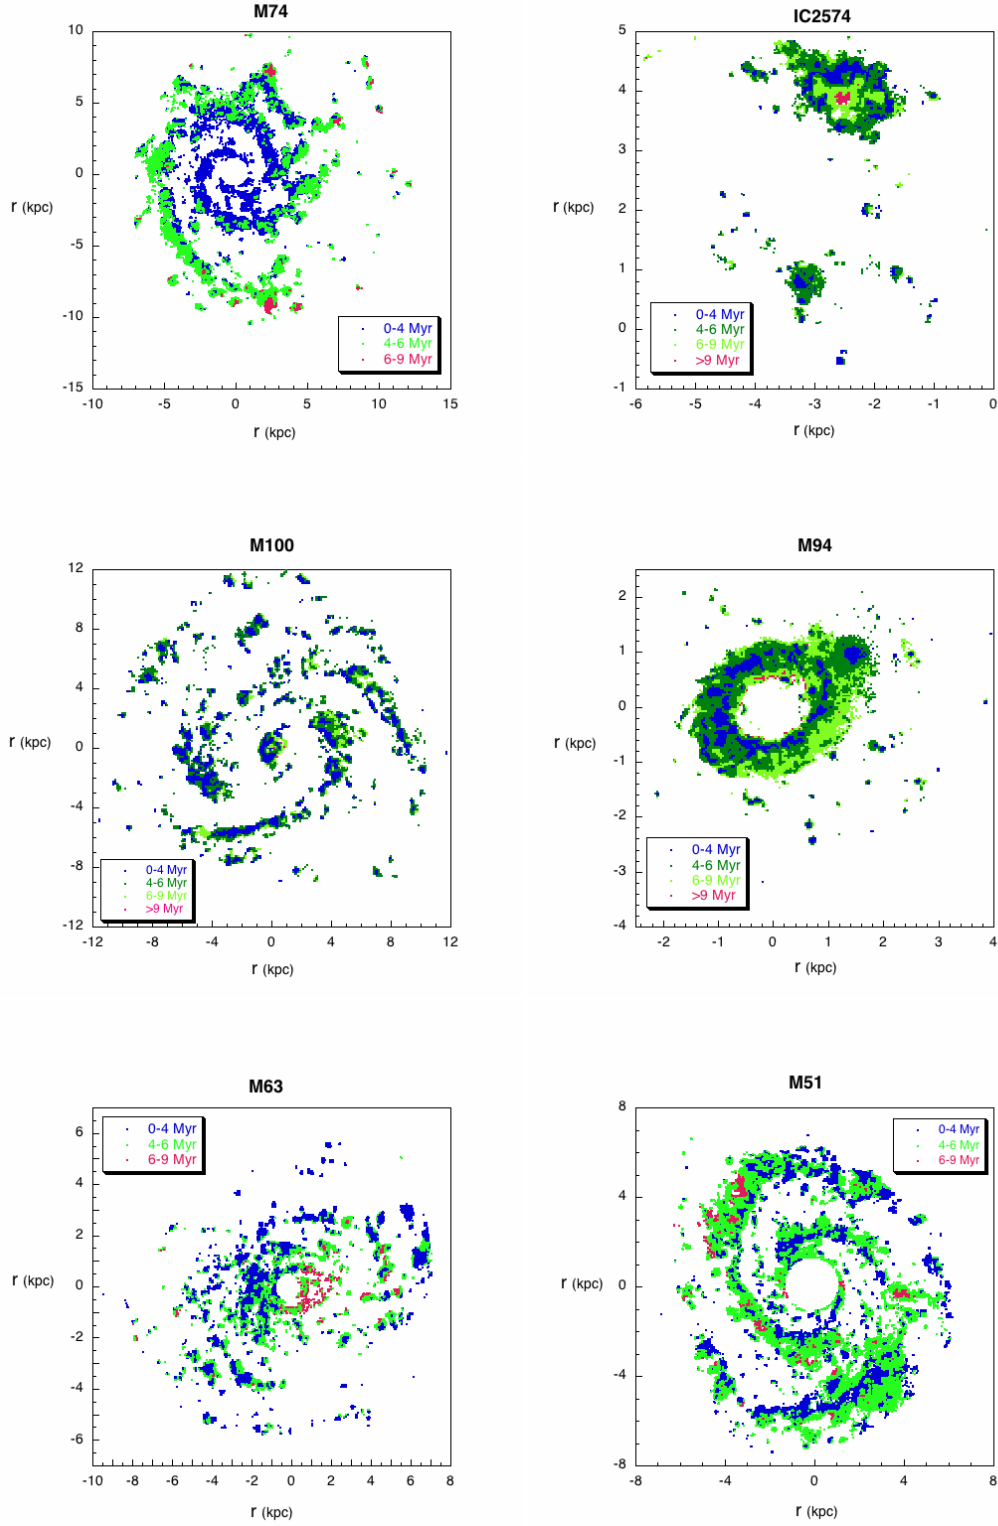 M74
10
5
0
-5
-10
-15
r (kpc)
-10 -5 0 5 10 15
r (kpc)
0-4 Myr
4-6 Myr
6-9 Myr
IC2574
5
4
3
2
1
0
-1
r (kpc)
-6 -5 -4 -3 -2 -1 0
r (kpc)
0-4 Myr
4-6 Myr
6-9 Myr
>9 Myr
M100
12
8
4
0
-4
-8
-12
r (kpc)
-12 -8 -4 0 4 8 12
r (kpc)
0-4 Myr
4-6 Myr
6-9 Myr
>9 Myr
M94
2
1
0
-1
-2
-3
-4
r (kpc)
-2 -1 0 1 2 3 4
r (kpc)
0-4 Myr
4-6 Myr
6-9 Myr
>9 Myr
M63
6
4
2
0
-2
-4
-6
r (kpc)
-10 -8 -6 -4 -2 0 2 4 6 8
r (kpc)
0-4 Myr
4-6 Myr
6-9 Myr
M51
8
4
0
-4
-8
r (kpc)
-8 -4 0 4 8
r (kpc)
0-4 Myr
4-6 Myr
6-9 Myr